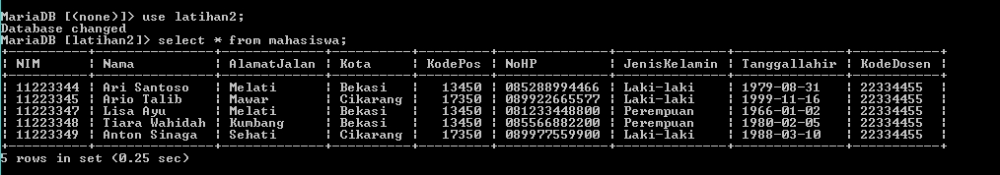 MariaDB [(none)]> use latihan2;
Database changed
MariaDB [latihan2]> select * from mahasiswa;
+----------+---------------+-------------+----------+---------+--------------+--------------+---------------+-----------+
| NIM | Nama | AlamatJalan | Kota | KodePos | NoHP | JenisKelamin | Tanggallahir | KodeDosen |
+----------+---------------+-------------+----------+---------+--------------+--------------+---------------+-----------+
| 11223344 | Ari Santoso | Melati | Bekasi | 13450 | 085288994466 | Laki-laki | 1979-08-31 | 22334455 |
| 11223345 | Ario Talib | Mawar | Cikarang | 17350 | 089922665577 | Laki-laki | 1999-11-16 | 22334455 |
| 11223347 | Lisa Ayu | Melati | Bekasi | 13450 | 081233448800 | Perempuan | 1966-01-02 | 22334455 |
| 11223348 | Tiara Wahidah | Kumbang | Bekasi | 13450 | 085566882200 | Perempuan | 1980-02-05 | 22334455 |
| 11223349 | Anton Sinaga | Sehati | Cikarang | 17350 | 089977559900 | Laki-laki | 1988-03-10 | 22334455 |
+----------+---------------+-------------+----------+---------+--------------+--------------+---------------+-----------+
5 rows in set (0.25 sec)